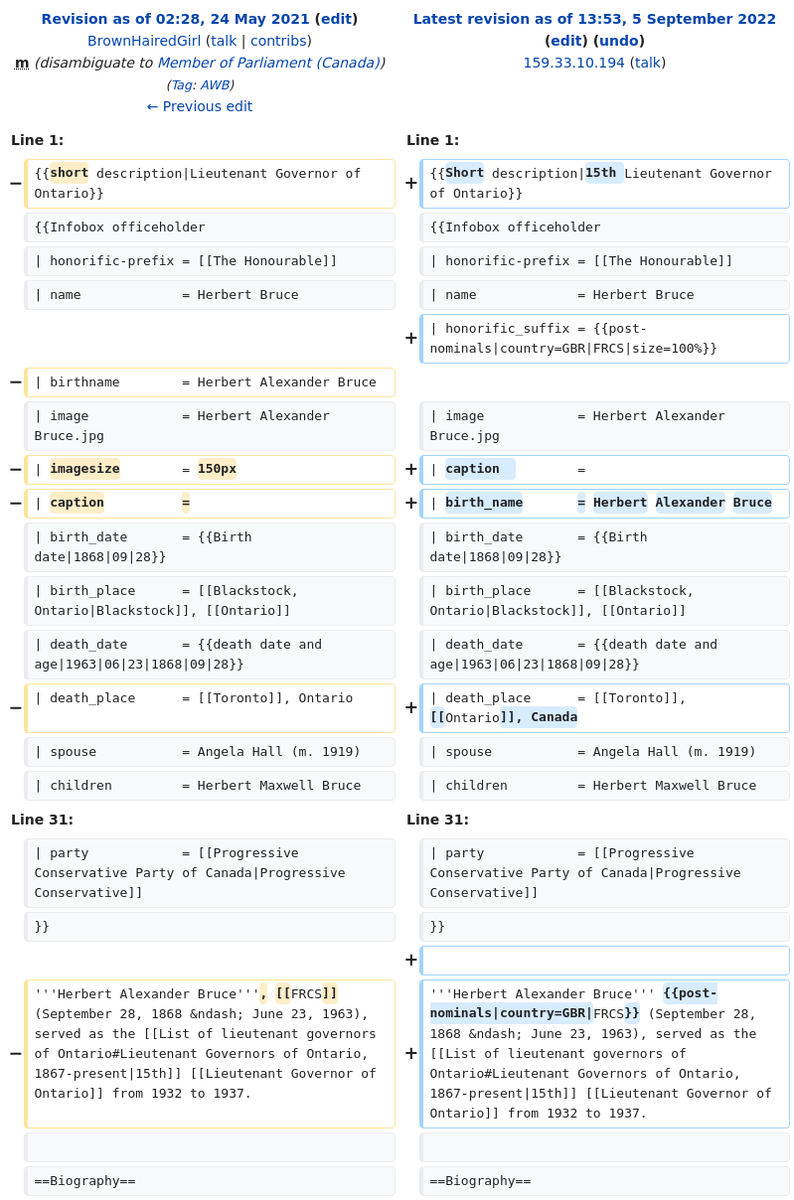 Revision as of 02:28, 24 May 2021 (edit)
BrownHairedGirl (talk | contribs)
m (disambiguate to Member of Parliament (Canada))
(Tag: AWB)
← Previous edit
Latest revision as of 13:53, 5 September 2022
(edit) (undo)
159.33.10.194 (talk)
Line 1:
Line 1:
− {{short description|Lieutenant Governor of
Ontario}}
+ {{Short description|15th Lieutenant Governor
of Ontario}}
{{Infobox officeholder
{{Infobox officeholder
| honorific-prefix = [[The Honourable]]
| honorific-prefix = [[The Honourable]]
| name = Herbert Bruce
| name = Herbert Bruce
+ | honorific_suffix = {{post-
nominals|country=GBR|FRCS|size=100%}}
− | birthname = Herbert Alexander Bruce
| image = Herbert Alexander
Bruce.jpg
| image = Herbert Alexander
Bruce.jpg
− | imagesize = 150px
+ | caption =
− | caption =
+ | birth_name = Herbert Alexander Bruce
| birth_date = {{Birth
date|1868|09|28}}
| birth_date = {{Birth
date|1868|09|28}}
| birth_place = [[Blackstock,
Ontario|Blackstock]], [[Ontario]]
| birth_place = [[Blackstock,
Ontario|Blackstock]], [[Ontario]]
| death_date = {{death date and
age|1963|06|23|1868|09|28}}
| death_date = {{death date and
age|1963|06|23|1868|09|28}}
− | death_place = [[Toronto]], Ontario
+ | death_place = [[Toronto]],
[[Ontario]], Canada
| spouse = Angela Hall (m. 1919)
| spouse = Angela Hall (m. 1919)
| children = Herbert Maxwell Bruce
| children = Herbert Maxwell Bruce
Line 31:
Line 31:
| party = [[Progressive
Conservative Party of Canada|Progressive
Conservative]]
| party = [[Progressive
Conservative Party of Canada|Progressive
Conservative]]
}}
}}
+
− '''Herbert Alexander Bruce''', [[FRCS]]
(September 28, 1868 &ndash; June 23, 1963),
served as the [[List of lieutenant governors
of Ontario#Lieutenant Governors of Ontario,
1867-present|15th]] [[Lieutenant Governor of
Ontario]] from 1932 to 1937.
+ '''Herbert Alexander Bruce''' {{post-
nominals|country=GBR|FRCS}} (September 28,
1868 &ndash; June 23, 1963), served as the
[[List of lieutenant governors of
Ontario#Lieutenant Governors of Ontario,
1867-present|15th]] [[Lieutenant Governor of
Ontario]] from 1932 to 1937.
==Biography==
==Biography==